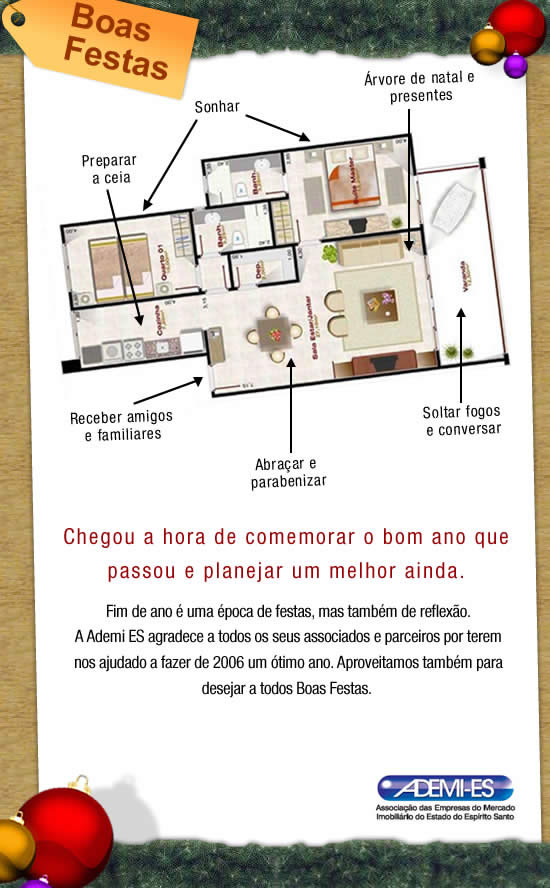 Boas
Festas
Árvore de natal e
presentes
Sonhar
Preparar
a ceia
Banh.
Suíte Master
Quarto 01
Banh.
Dep.
Varanda
Cozinha
Sala Estar/Jantar
Receber amigos
e familiares
Soltar fogos
e conversar
Abraçar e
parabenizar
Chegou a hora de comemorar o bom ano que
passou e planejar um melhor ainda.
Fim de ano é uma época de festas, mas também de reflexão.
A Ademi ES agradece a todos os seus associados e parceiros por terem
nos ajudado a fazer de 2006 um ótimo ano. Aproveitamos também para
desejar a todos Boas Festas.
ADEMI-ES
Associação das Empresas do Mercado
Imobiliário do Estado do Espírito Santo